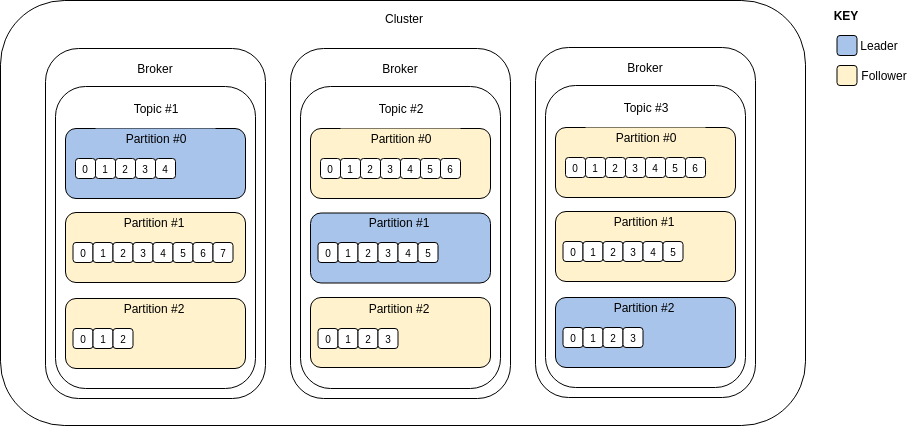 Cluster
KEY
Leader
Follower
Broker
Topic #1
Partition #0
0 1 2 3 4
Partition #1
0 1 2 3 4 5 6 7
Partition #2
0 1 2
Broker
Topic #2
Partition #0
0 1 2 3 4 5 6
Partition #1
0 1 2 3 4 5
Partition #2
0 1 2 3
Broker
Topic #3
Partition #0
0 1 2 3 4 5 6
Partition #1
0 1 2 3 4 5
Partition #2
0 1 2 3